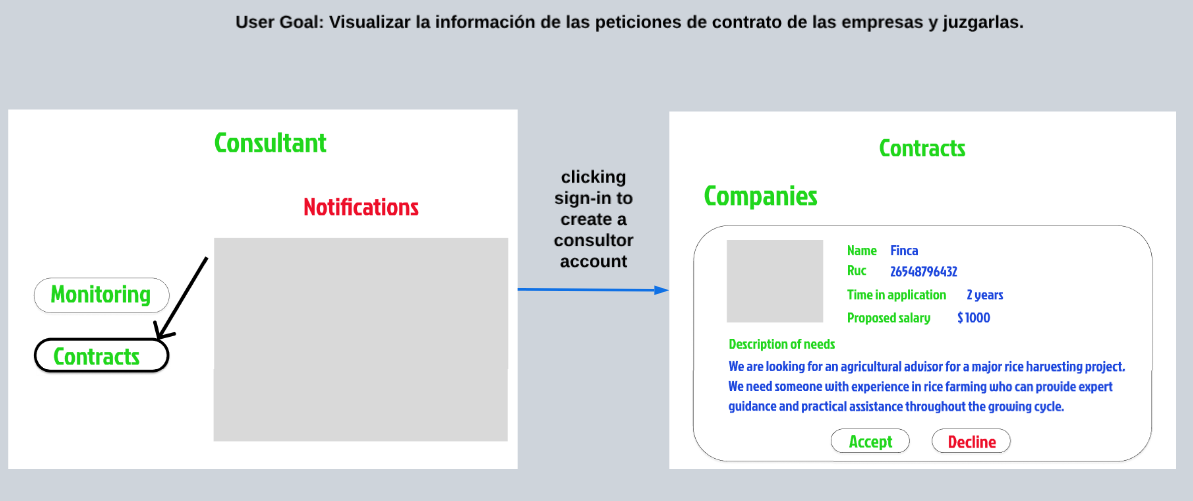 User Goal: Visualizar la información de las peticiones de contrato de las empresas y juzgarlas.
Consultant
Notifications
Monitoring
Contracts
clicking
sign-in to
create a
consultor
account
Contracts
Companies
Name Finca
Ruc 26548796432
Time in application 2 years
Proposed salary $ 1000
Description of needs
We are looking for an agricultural advisor for a major rice harvesting project.
We need someone with experience in rice farming who can provide expert
guidance and practical assistance throughout the growing cycle.
Accept Decline